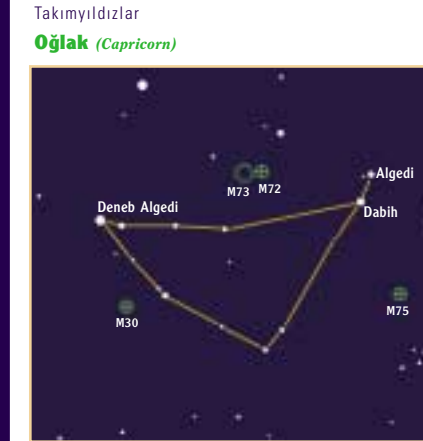 Takımyıldızlar
Oğlak (Capricorn)
Algedi
M73 M72
Deneb Algedi
Dabih
M75
M30